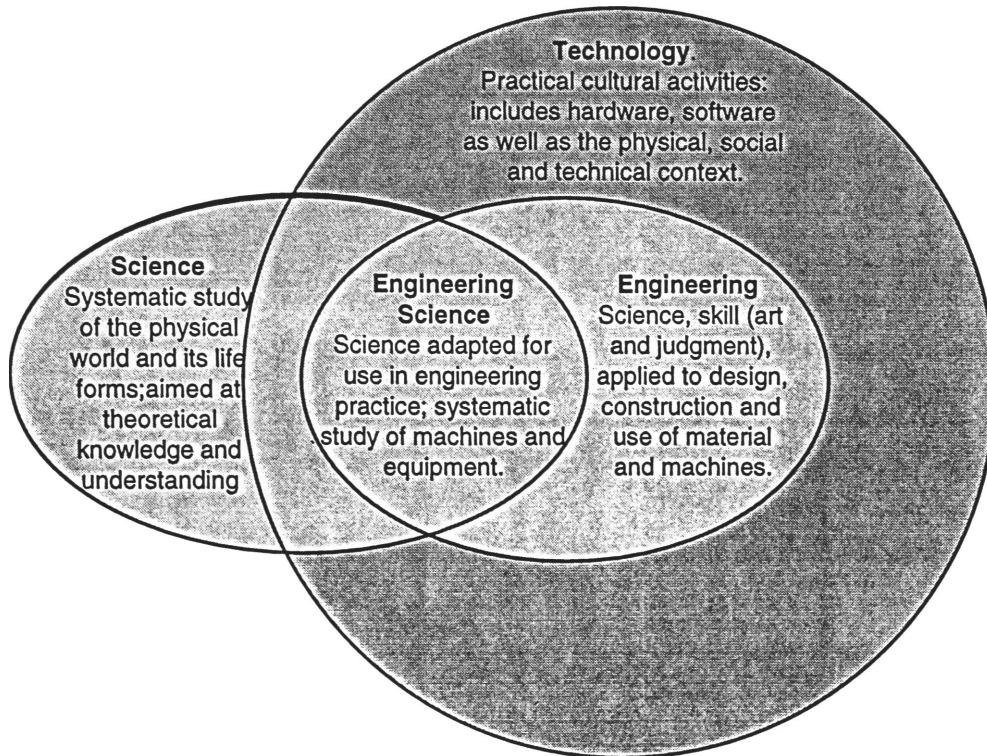 Technology.
Practical cultural activities:
includes hardware, software
as well as the physical, social
and technical context.
Science
Systematic study
of the physical
world and its life
forms;aimed at
theoretical
knowledge and
understanding
Engineering
Science
Science adapted for
use in engineering
practice; systematic
study of machines and
equipment.
Engineering
Science, skill (art
and judgment),
applied to design,
construction and
use of material
and machines.